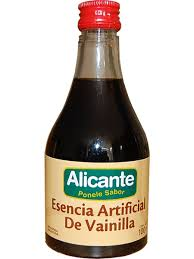 Alicante
Ponele Sabor
Esencia Artificial
De Vainilla